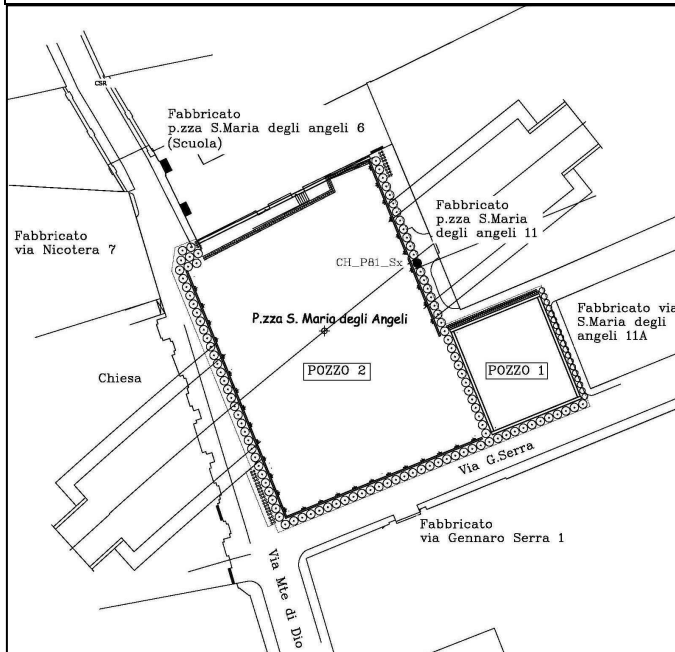 CSR
Fabbricato
p.zza S.Maria degli angeli 6
(Scuola)
Fabbricato
p.zza S.Maria
degli angeli 11
Fabbricato
via Nicotera 7
CH_P81_Sx
P.zza S. Maria degli Angeli
Fabbricato via
S.Maria degli
angeli 11A
Chiesa
POZZO 2
POZZO 1
Via G.Serra
Fabbricato
via Gennaro Serra 1
Via Mte di Dio